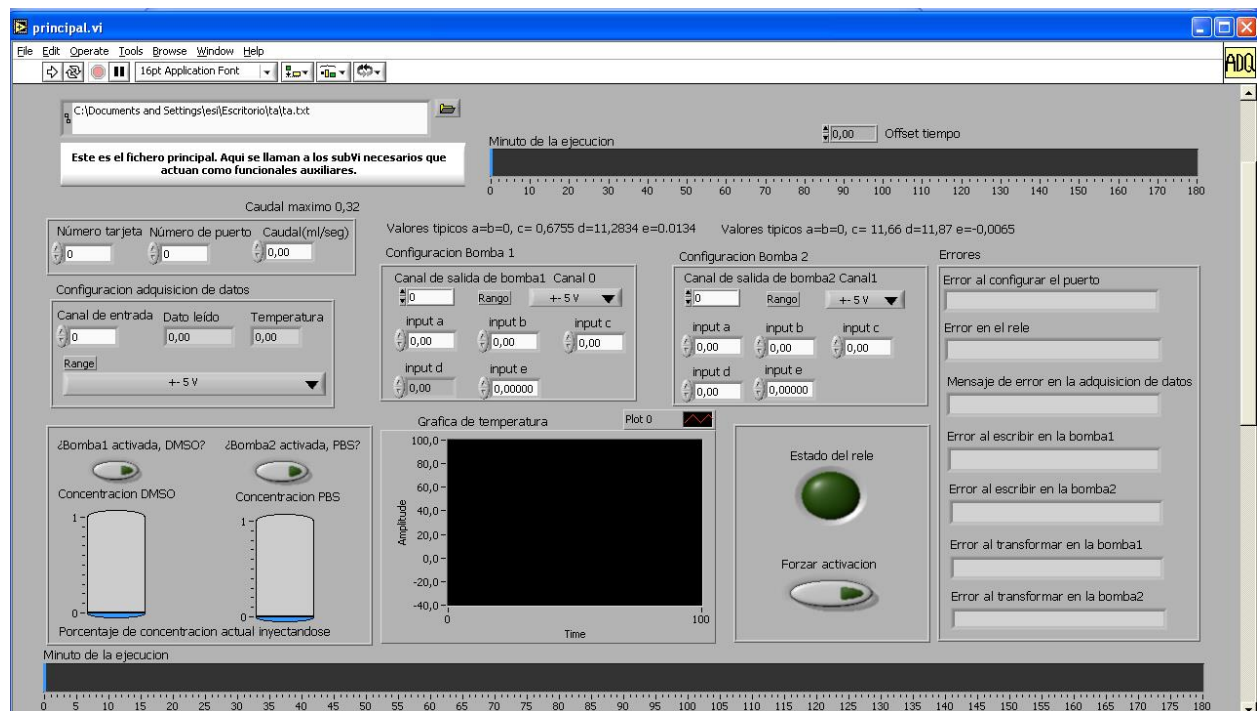 principal.vi
File Edit Operate Tools Browse Window Help
16pt Application Font
ADQ
C:\Documents and Settings\esi\Escritorio\ta\ta.txt
Este es el fichero principal. Aqui se llaman a los subVi necesarios que
actuan como funcionales auxiliares.
0,00 Offset tiempo
Minuto de la ejecucion
0 10 20 30 40 50 60 70 80 90 100 110 120 130 140 150 160 170 180
Caudal maximo 0,32
Número tarjeta Número de puerto Caudal(ml/seg)
0 0 0,00
Configuracion adquisicion de datos
Canal de entrada Dato leído Temperatura
0 0,00 0,00
Range
+- 5 V
Valores tipicos a=b=0, c= 0,6755 d=11,2834 e=0.0134
Configuracion Bomba 1
Canal de salida de bomba1 Canal 0
0 Rango +- 5 V
input a input b input c
0,00 0,00 0,00
input d input e
0,00 0,00000
Valores tipicos a=b=0, c= 11,66 d=11,87 e=-0,0065
Configuracion Bomba 2
Canal de salida de bomba2 Canal1
0 Rango +- 5 V
input a input b input c
0,00 0,00 0,00
input d input e
0,00 0,00000
Errores
Error al configurar el puerto
Error en el rele
Mensaje de error en la adquisicion de datos
Error al escribir en la bomba1
Error al escribir en la bomba2
Error al transformar en la bomba1
Error al transformar en la bomba2
¿Bomba1 activada, DMSO? ¿Bomba2 activada, PBS?
Concentracion DMSO Concentracion PBS
1 1
0 0
Porcentaje de concentracion actual inyectandose
Grafica de temperatura Plot 0
100,0
80,0
60,0
40,0
20,0
0,0
-20,0
-40,0
Amplitude
0 100
Time
Estado del rele
Forzar activacion
Minuto de la ejecucion
0 5 10 15 20 25 30 35 40 45 50 55 60 65 70 75 80 85 90 95 100 105 110 115 120 125 130 135 140 145 150 155 160 165 170 175 180